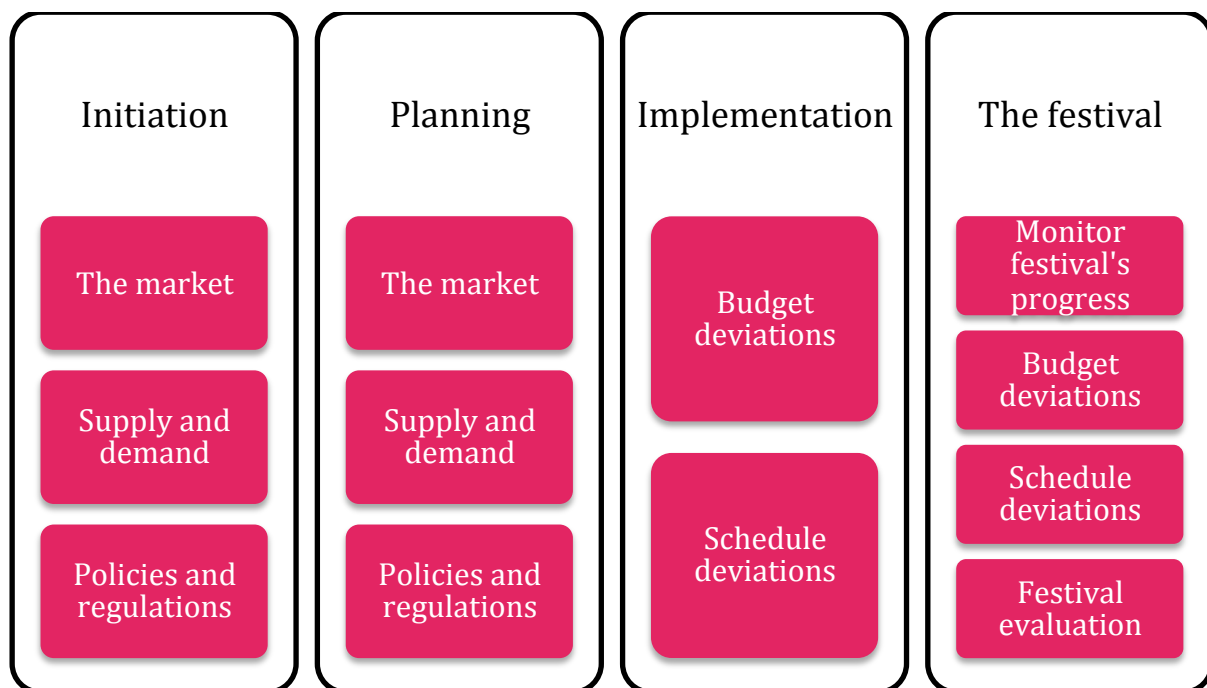 Initiation
The market
Supply and
demand
Policies and
regulations
Planning
The market
Supply and
demand
Policies and
regulations
Implementation
Budget
deviations
Schedule
deviations
The festival
Monitor
festival's
progress
Budget
deviations
Schedule
deviations
Festival
evaluation